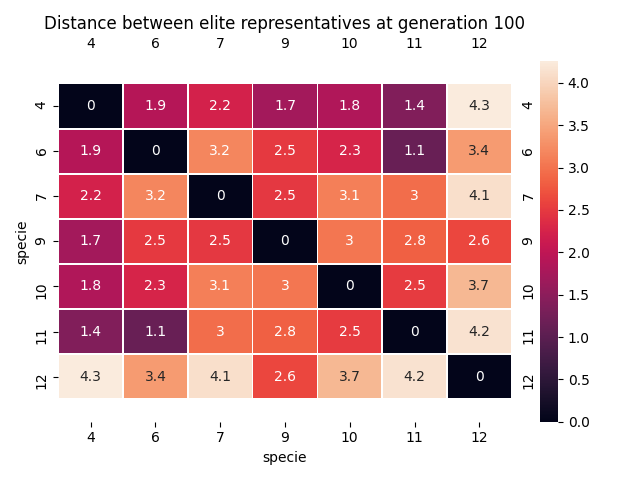 Distance between elite representatives at generation 100
4 6 7 9 10 11 12
4 0 1.9 2.2 1.7 1.8 1.4 4.3 4 4.0
6 1.9 0 3.2 2.5 2.3 1.1 3.4 6 3.5
7 2.2 3.2 0 2.5 3.1 3 4.1 7 3.0
specie 9 1.7 2.5 2.5 0 3 2.8 2.6 9 2.5
10 1.8 2.3 3.1 3 0 2.5 3.7 10 2.0
11 1.4 1.1 3 2.8 2.5 0 4.2 11 1.5
12 4.3 3.4 4.1 2.6 3.7 4.2 0 12 1.0
0.5
0.0
4 6 7 9 10 11 12
specie